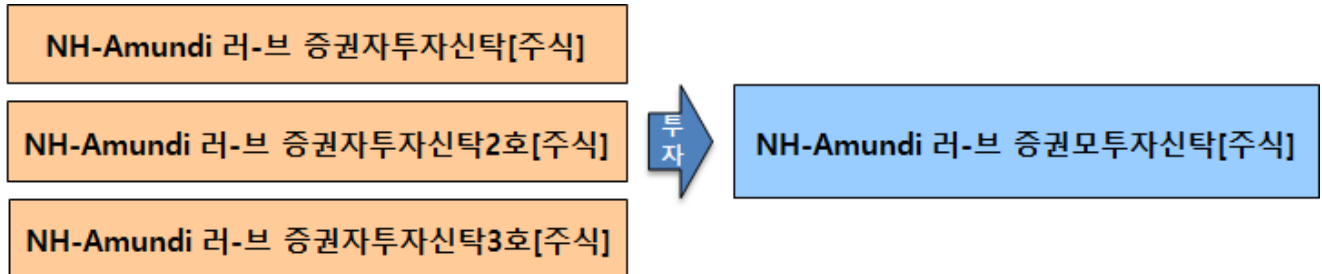 NH-Amundi 러-브 증권자투자신탁[주식]
NH-Amundi 러-브 증권자투자신탁2호[주식]
NH-Amundi 러-브 증권자투자신탁3호[주식]
투
자
NH-Amundi 러-브 증권모투자신탁[주식]